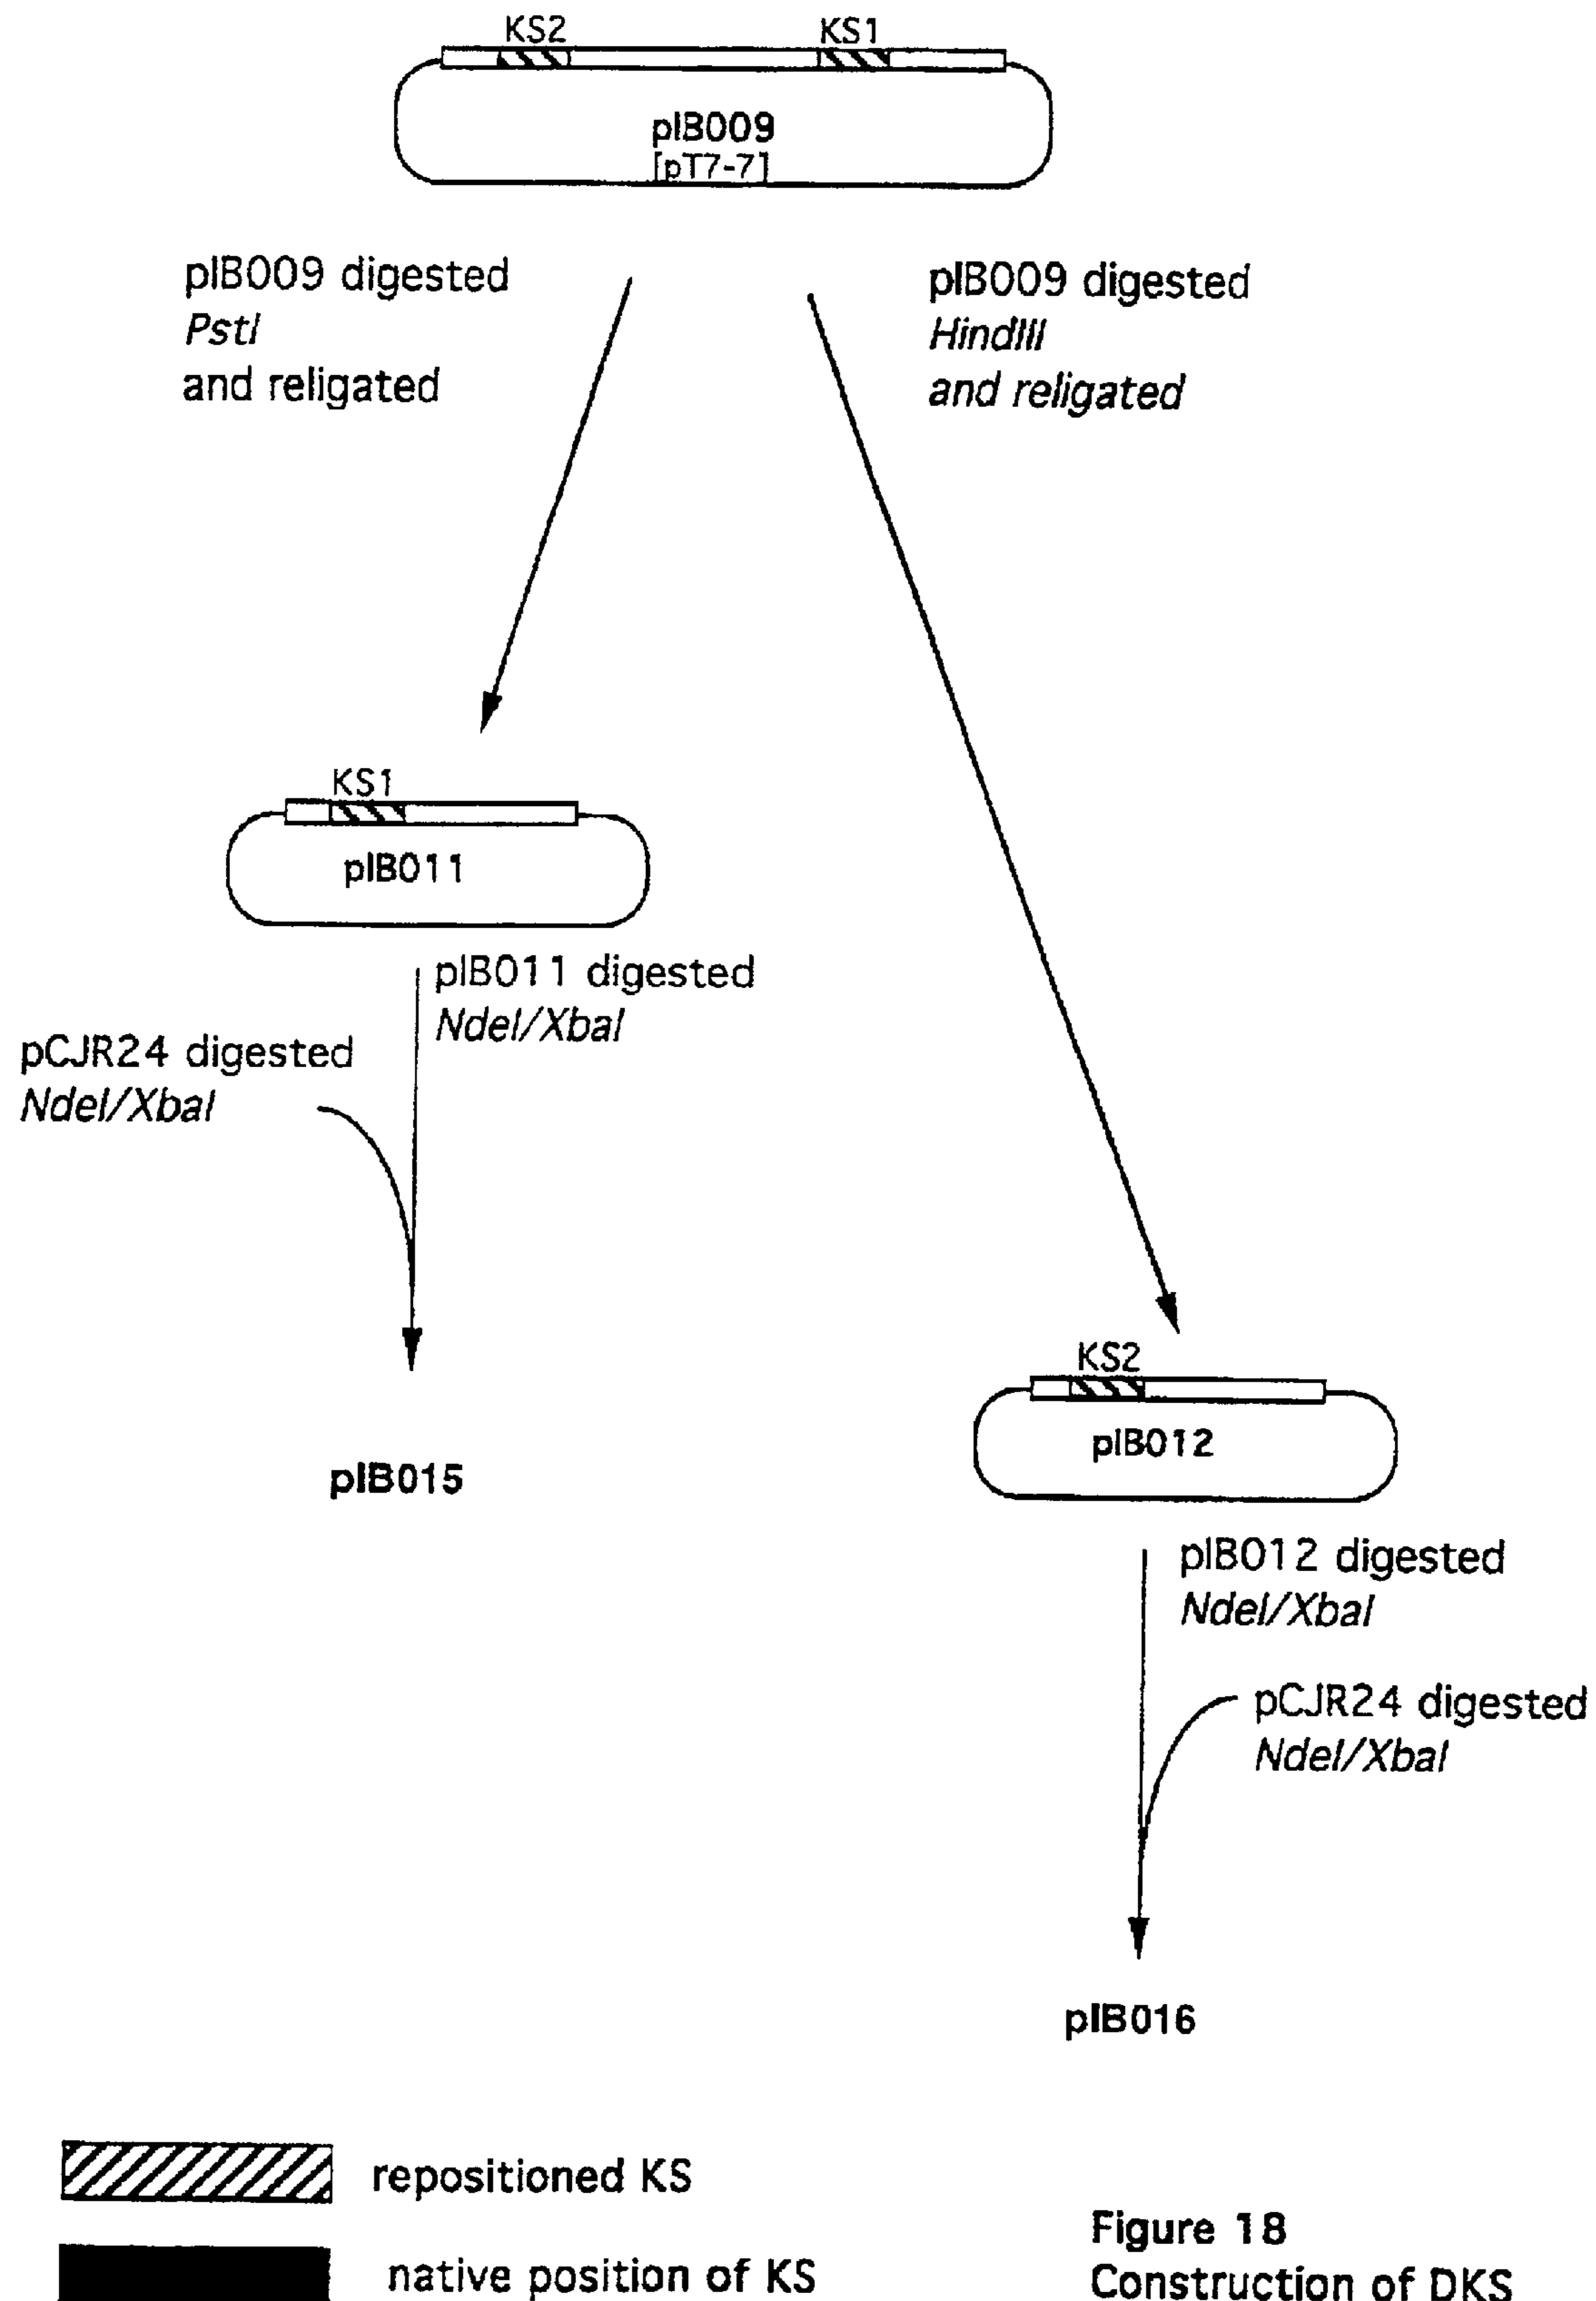 KS2 KS1
pIB009
[pT7-7]
pIB009 digested
PstI
and religated
pIB009 digested
HindIII
and religated
KS1
pIB011
pIB011 digested
NdeI/XbaI
pCJR24 digested
NdeI/XbaI
pIB015
KS2
pIB012
pIB012 digested
NdeI/XbaI
pCJR24 digested
NdeI/XbaI
pIB016
repositioned KS
native position of KS
Figure 18
Construction of DKS